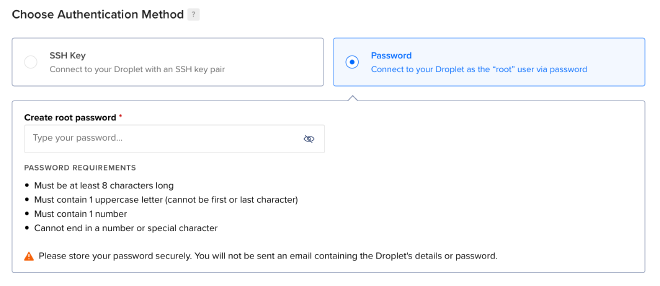 Choose Authentication Method ?
SSH Key
Connect to your Droplet with an SSH key pair
Password
Connect to your Droplet as the “root” user via password
Create root password *
Type your password...
PASSWORD REQUIREMENTS
• Must be at least 8 characters long
• Must contain 1 uppercase letter (cannot be first or last character)
• Must contain 1 number
• Cannot end in a number or special character
Please store your password securely. You will not be sent an email containing the Droplet's details or password.